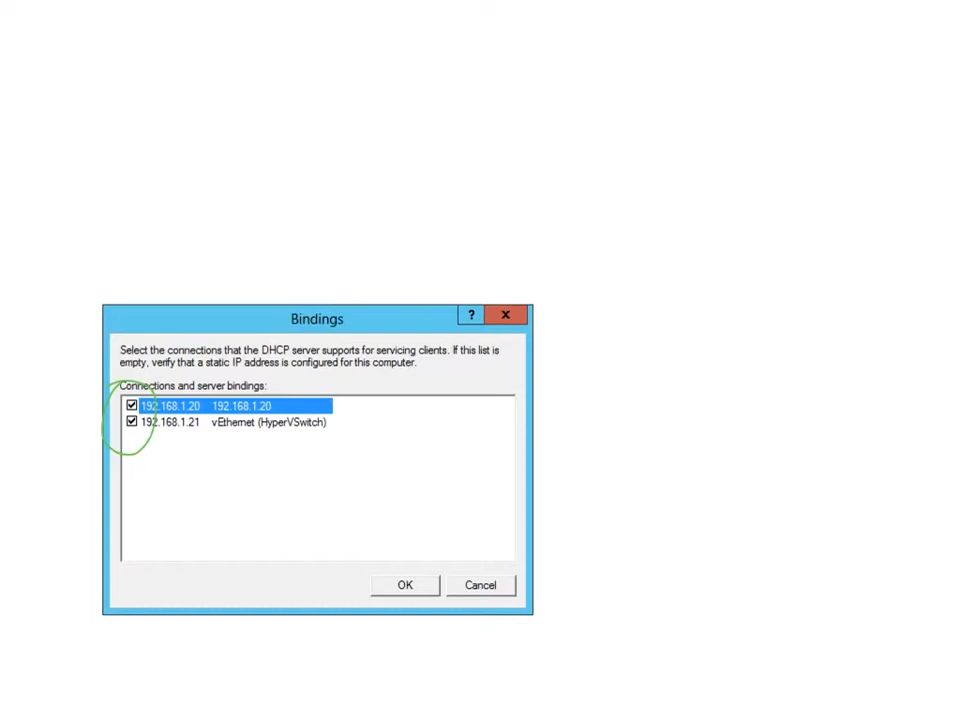 Bindings
? x
Select the connections that the DHCP server supports for servicing clients. If this list is
empty, verify that a static IP address is configured for this computer.
Connections and server bindings:
192.168.1.20 192.168.1.20
192.168.1.21 vEthernet (HyperVSwitch)
OK Cancel